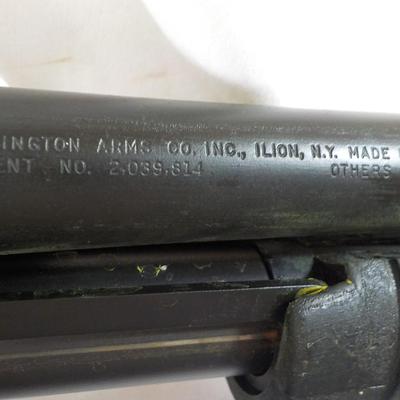 INGTON ARMS CO. INC., ILION, N.Y. MADE
ENT NO. 2,039,814 OTHERS